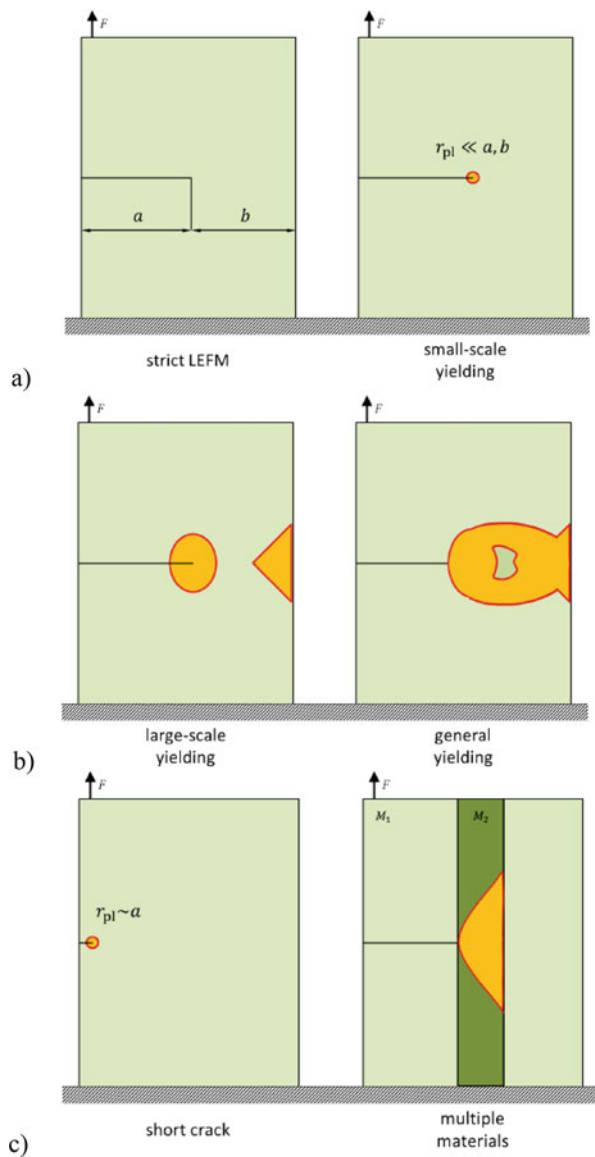 F
F
r_pl ≪ a, b
a
b
a)
strict LEFM
small-scale
yielding
F
F
b)
large-scale
yielding
general
yielding
F
F
M₁
M₂
r_pl~a
c)
short crack
multiple
materials